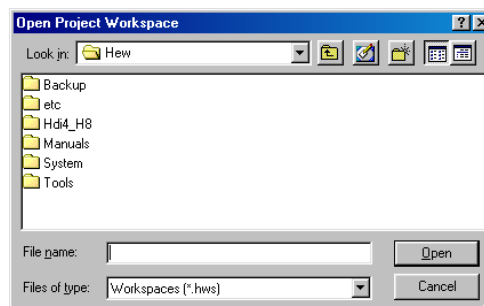 Open Project Workspace
Look in: Hew
Backup
etc
Hdi4_H8
Manuals
System
Tools
File name: Open
Files of type: Workspaces (*.hws) Cancel